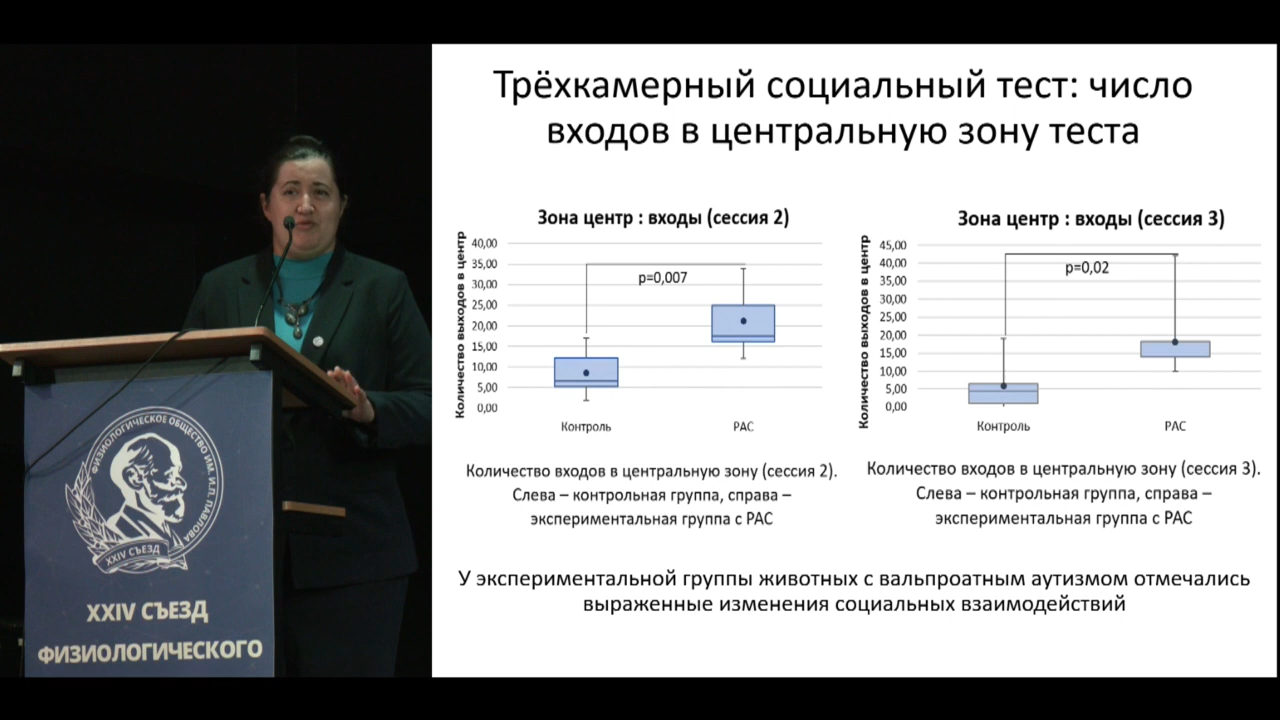 Трёхкамерный социальный тест: число
входов в центральную зону теста
Зона центр : входы (сессия 2)
Количество выходов в центр
40,00
35,00
30,00
25,00
20,00
15,00
10,00
5,00
0,00
p=0,007
Контроль
РАС
Количество входов в центральную зону (сессия 2).
Слева – контрольная группа, справа –
экспериментальная группа с РАС
Зона центр : входы (сессия 3)
Количество выходов в центр
45,00
40,00
35,00
30,00
25,00
20,00
15,00
10,00
5,00
0,00
p=0,02
Контроль
РАС
Количество входов в центральную зону (сессия 3).
Слева – контрольная группа, справа –
экспериментальная группа с РАС
У экспериментальной группы животных с вальпроатным аутизмом отмечались
выраженные изменения социальных взаимодействий
ФИЗИОЛОГИЧЕСКОЕ ОБЩЕСТВО ИМ. И.П. ПАВЛОВА
XXIV СЪЕЗД
XXIV СЪЕЗД
ФИЗИОЛОГИЧЕСКОГО